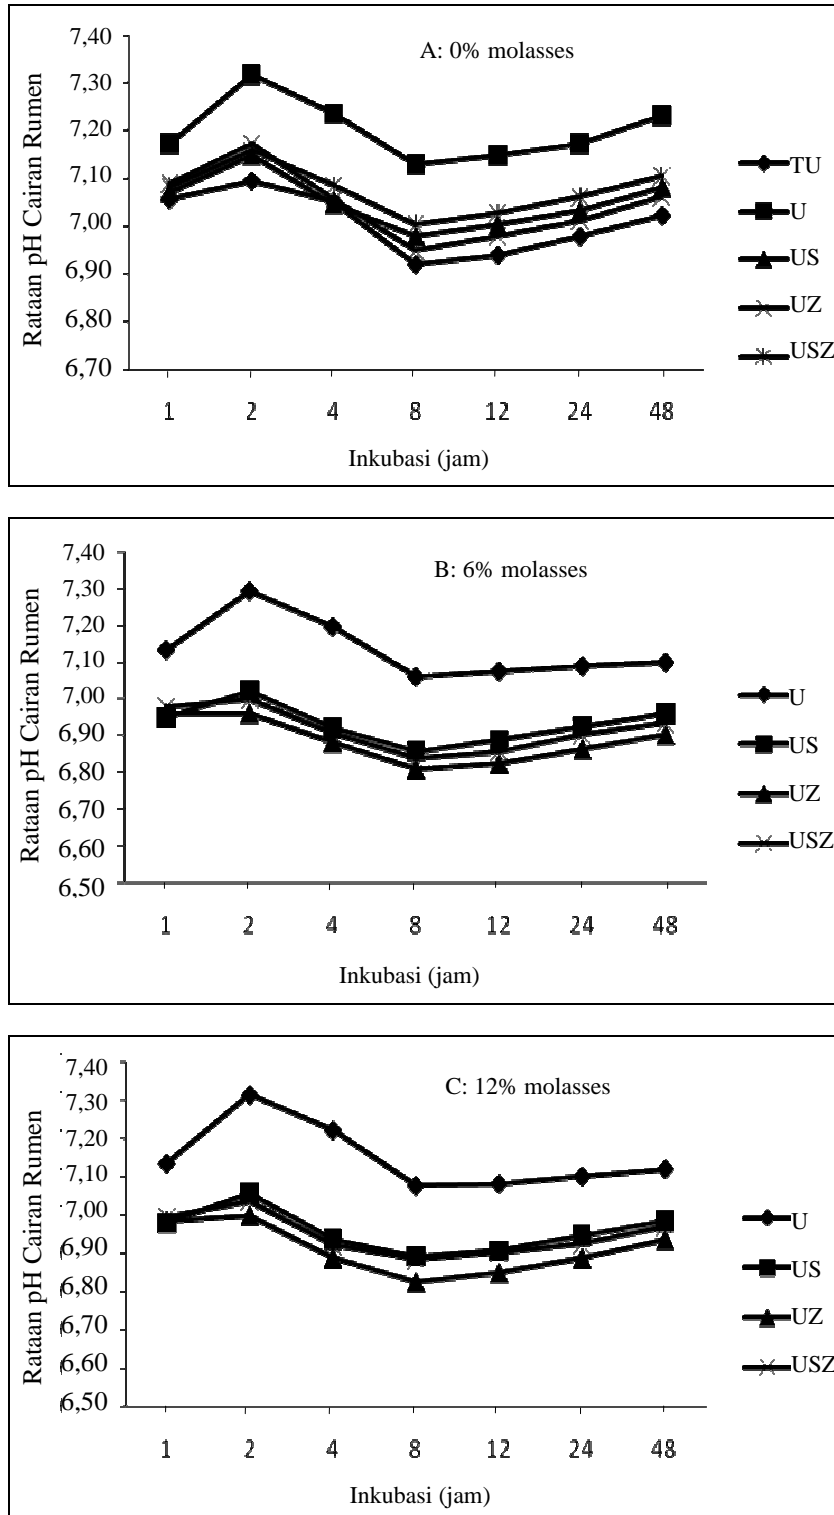 A: 0% molasses
Rataan pH Cairan Rumen
7,40
7,30
7,20
7,10
7,00
6,90
6,80
6,70
1 2 4 8 12 24 48
Inkubasi (jam)
TU
U
US
UZ
USZ
B: 6% molasses
Rataan pH Cairan Rumen
7,40
7,30
7,20
7,10
7,00
6,90
6,80
6,70
6,60
6,50
1 2 4 8 12 24 48
Inkubasi (jam)
U
US
UZ
USZ
C: 12% molasses
Rataan pH Cairan Rumen
7,40
7,30
7,20
7,10
7,00
6,90
6,80
6,70
6,60
6,50
1 2 4 8 12 24 48
Inkubasi (jam)
U
US
UZ
USZ